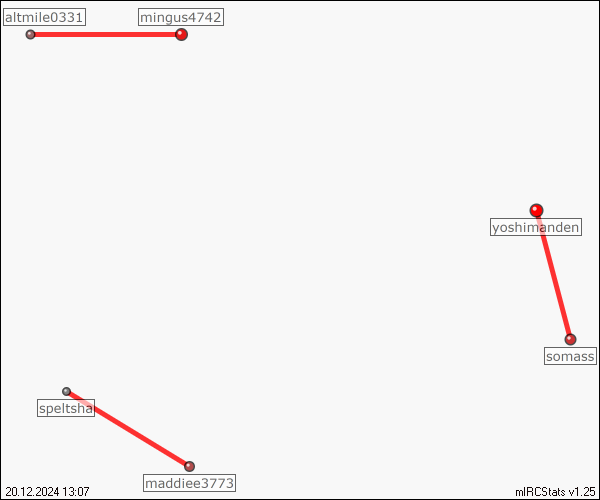 altmile0331
mingus4742
yoshimanden
somass
speltsha
maddiee3773
20.12.2024 13:07
mIRCStats v1.25